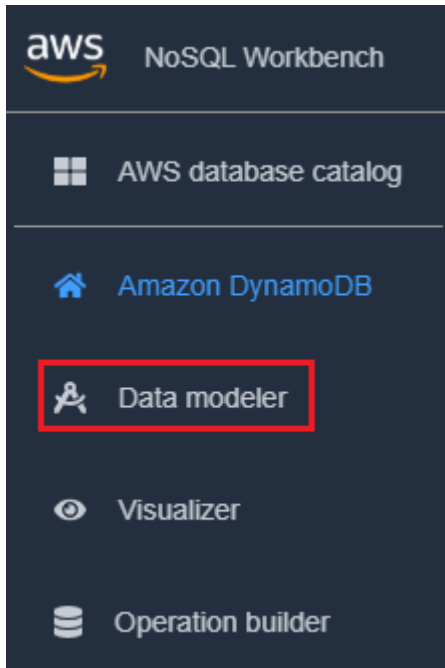 aws NoSQL Workbench
AWS database catalog
Amazon DynamoDB
Data modeler
Visualizer
Operation builder